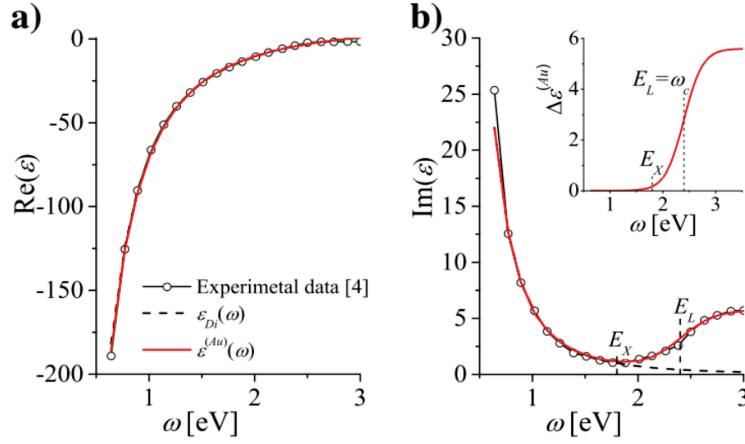 a)
0
-50
-100
-150
-200
Re(ε)
1
2
3
ω [eV]
Experimetal data [4]
ε_Di(ω)
ε^(Au)(ω)
b)
30
25
20
15
10
5
0
Im(ε)
1
2
3
ω [eV]
E_X
E_L
6
4
2
0
Δε^(Au)
1
2
3
ω [eV]
E_L=ω_c
E_X